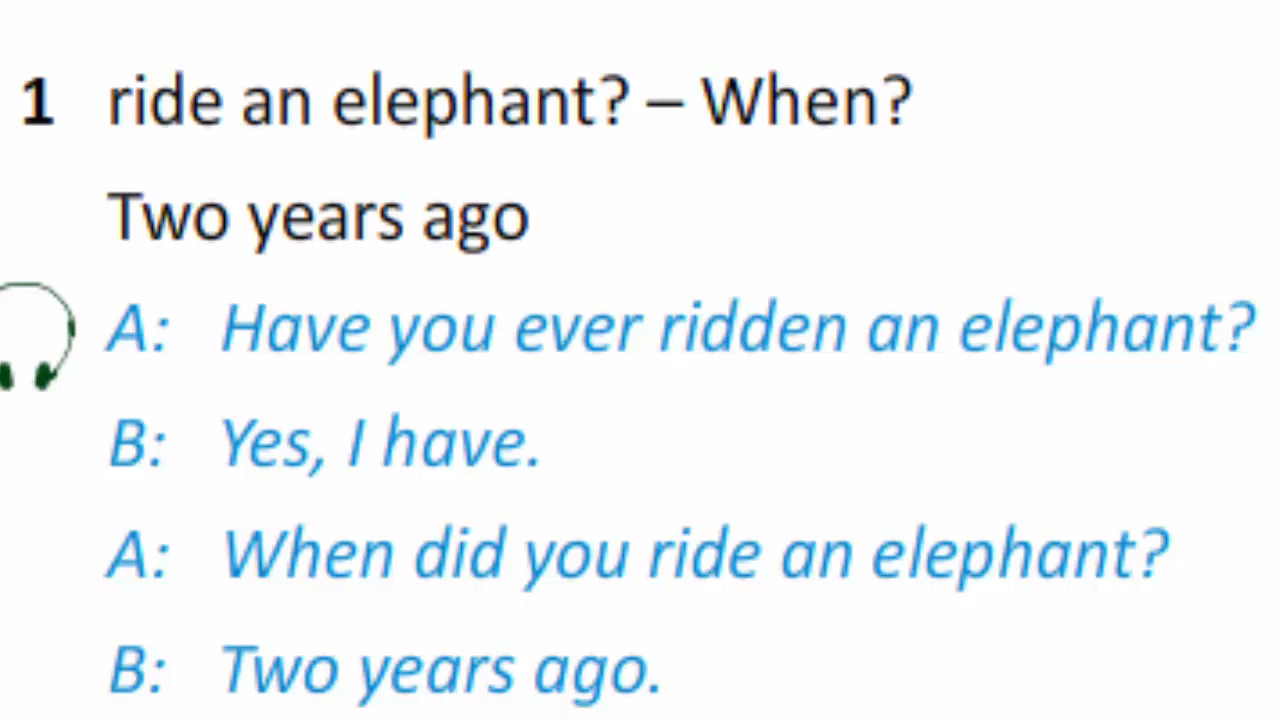 1 ride an elephant? – When?
Two years ago
A: Have you ever ridden an elephant?
B: Yes, I have.
A: When did you ride an elephant?
B: Two years ago.